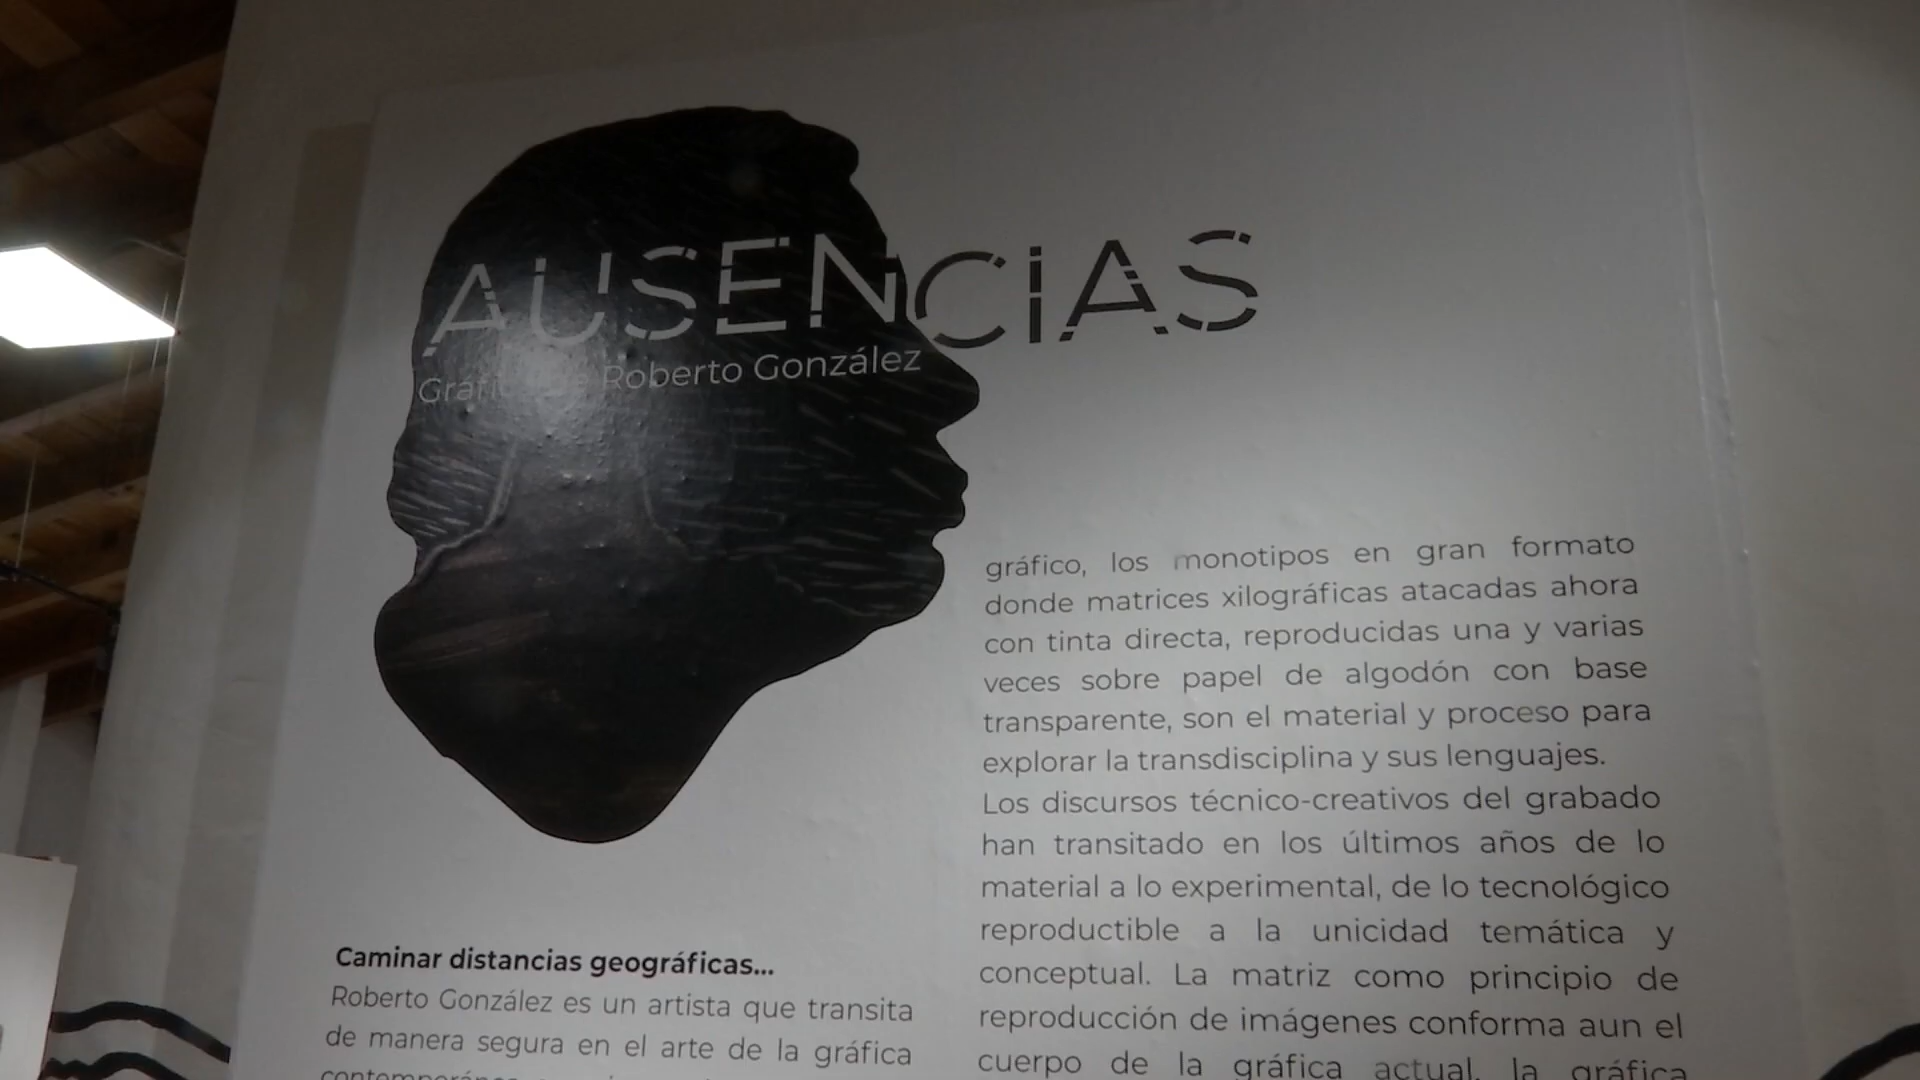 AUSENCIAS
Roberto González
Caminar distancias geográficas...
Roberto González es un artista que transita
de manera segura en el arte de la gráfica
gráfico, los monotipos en gran formato
donde matrices xilográficas atacadas ahora
con tinta directa, reproducidas una y varias
veces sobre papel de algodón con base
transparente, son el material y proceso para
explorar la transdisciplina y sus lenguajes.
Los discursos técnico-creativos del grabado
han transitado en los últimos años de lo
material a lo experimental, de lo tecnológico
reproductible a la unicidad temática y
conceptual. La matriz como principio de
reproducción de imágenes conforma aun el
cuerpo de la gráfica actual, la gráfica